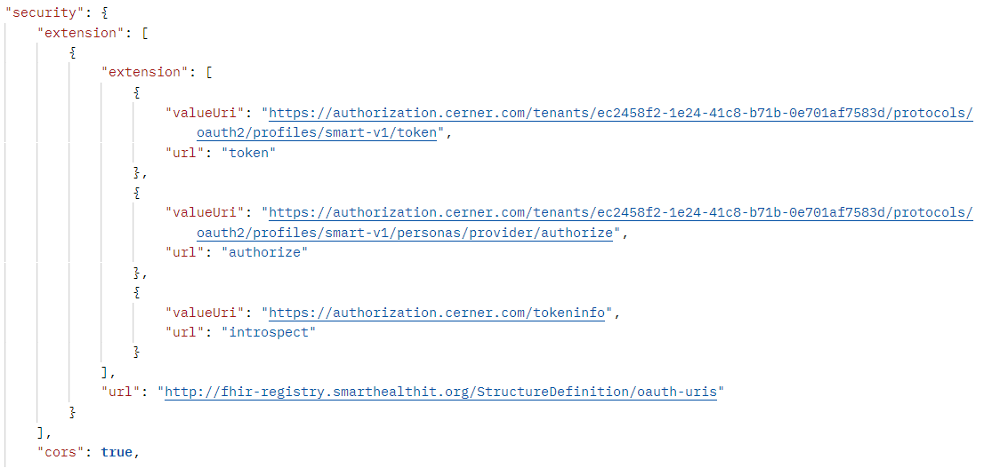 "security": {
"extension": [
{
"extension": [
{
"valueUri": "https://authorization.cerner.com/tenants/ec2458f2-1e24-41c8-b71b-0e701af7583d/protocols/
oauth2/profiles/smart-v1/token",
"url": "token"
},
{
"valueUri": "https://authorization.cerner.com/tenants/ec2458f2-1e24-41c8-b71b-0e701af7583d/protocols/
oauth2/profiles/smart-v1/personas/provider/authorize",
"url": "authorize"
},
{
"valueUri": "https://authorization.cerner.com/tokeninfo",
"url": "introspect"
}
],
"url": "http://fhir-registry.smarthealthit.org/StructureDefinition/oauth-uris"
}
],
"cors": true,